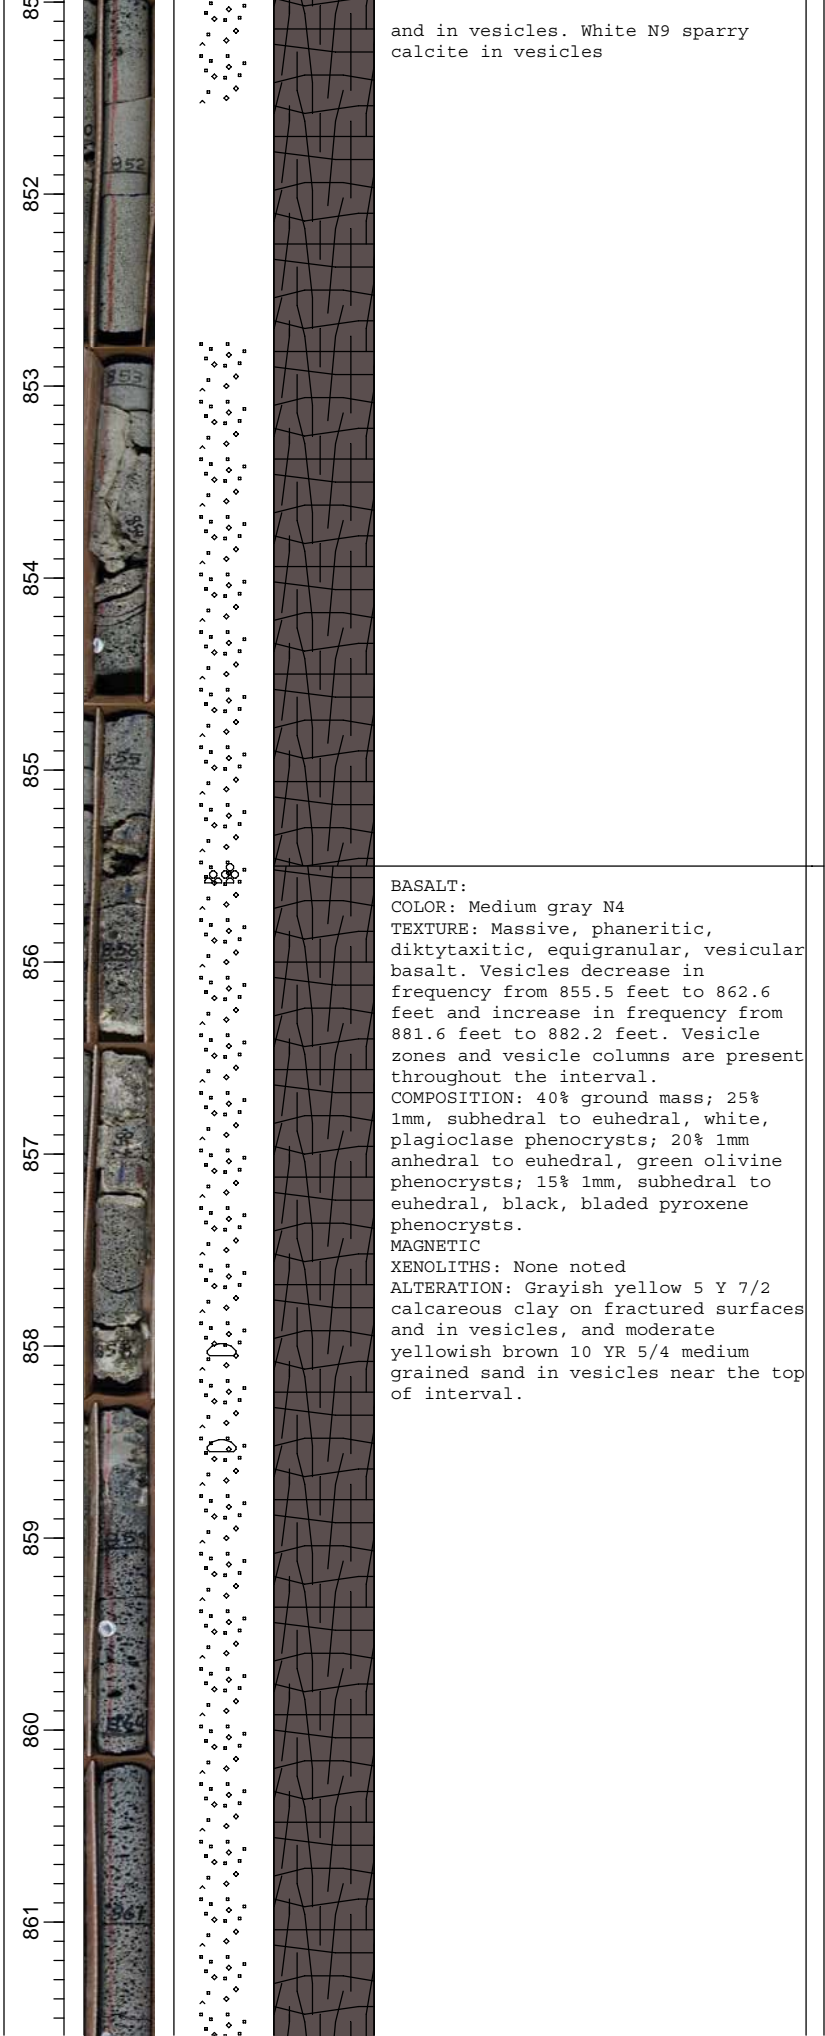 and in vesicles. White N9 sparry
calcite in vesicles
852
853
854
855
BASALT:
COLOR: Medium gray N4
TEXTURE: Massive, phaneritic,
diktytaxitic, equigranular, vesicular
basalt. Vesicles decrease in
frequency from 855.5 feet to 862.6
feet and increase in frequency from
881.6 feet to 882.2 feet. Vesicle
zones and vesicle columns are present
throughout the interval.
COMPOSITION: 40% ground mass; 25%
1mm, subhedral to euhedral, white,
plagioclase phenocrysts; 20% 1mm
anhedral to euhedral, green olivine
phenocrysts; 15% 1mm, subhedral to
euhedral, black, bladed pyroxene
phenocrysts.
MAGNETIC
XENOLITHS: None noted
ALTERATION: Grayish yellow 5 Y 7/2
calcareous clay on fractured surfaces
and in vesicles, and moderate
yellowish brown 10 YR 5/4 medium
grained sand in vesicles near the top
of interval.
856
857
858
859
860
861
852
853